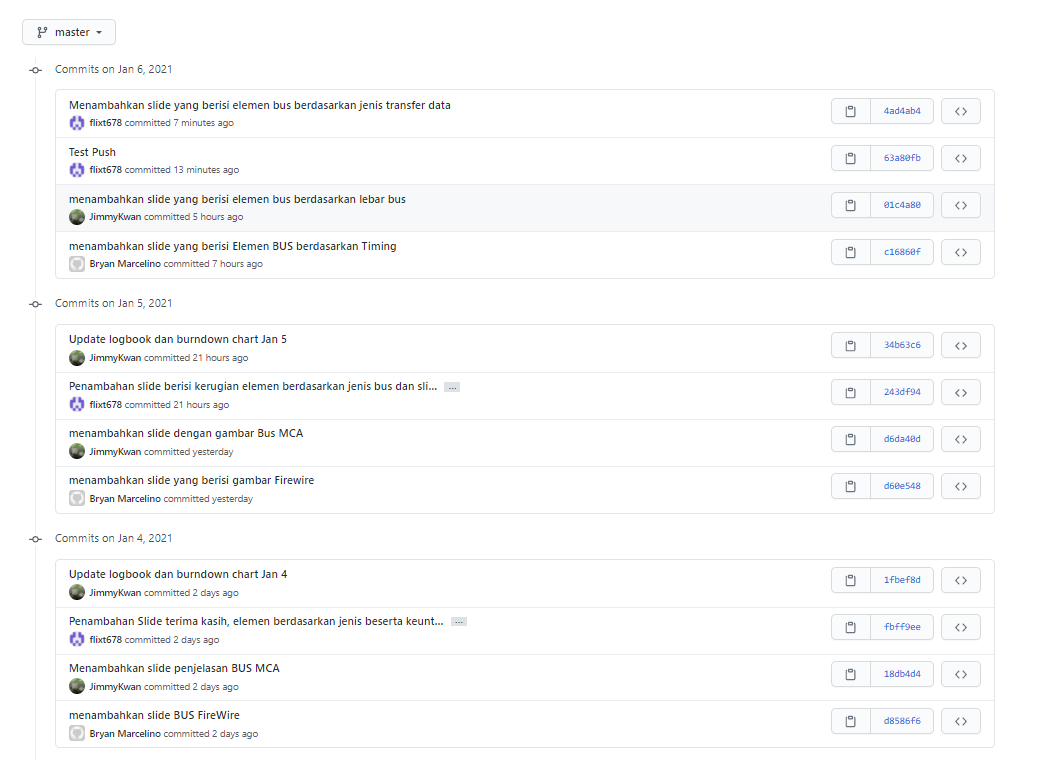 master
Commits on Jan 6, 2021
Menambahkan slide yang berisi elemen bus berdasarkan jenis transfer data
flixt678 committed 7 minutes ago
4ad4ab4
Test Push
flixt678 committed 13 minutes ago
63a80fb
menambahkan slide yang berisi elemen bus berdasarkan lebar bus
JimmyKwan committed 5 hours ago
01c4a80
menambahkan slide yang berisi Elemen BUS berdasarkan Timing
Bryan Marcelino committed 7 hours ago
c16860f
Commits on Jan 5, 2021
Update logbook dan burndown chart Jan 5
JimmyKwan committed 21 hours ago
34b63c6
Penambahan slide berisi kerugian elemen berdasarkan jenis bus dan sli... ...
flixt678 committed 21 hours ago
243df94
menambahkan slide dengan gambar Bus MCA
JimmyKwan committed yesterday
d6da40d
menambahkan slide yang berisi gambar Firewire
Bryan Marcelino committed yesterday
d60e548
Commits on Jan 4, 2021
Update logbook dan burndown chart Jan 4
JimmyKwan committed 2 days ago
1fbef8d
Penambahan Slide terima kasih, elemen berdasarkan jenis beserta keunt... ...
flixt678 committed 2 days ago
fbff9ee
Menambahkan slide penjelasan BUS MCA
JimmyKwan committed 2 days ago
18db4d4
menambahkan slide BUS FireWire
Bryan Marcelino committed 2 days ago
d8586f6